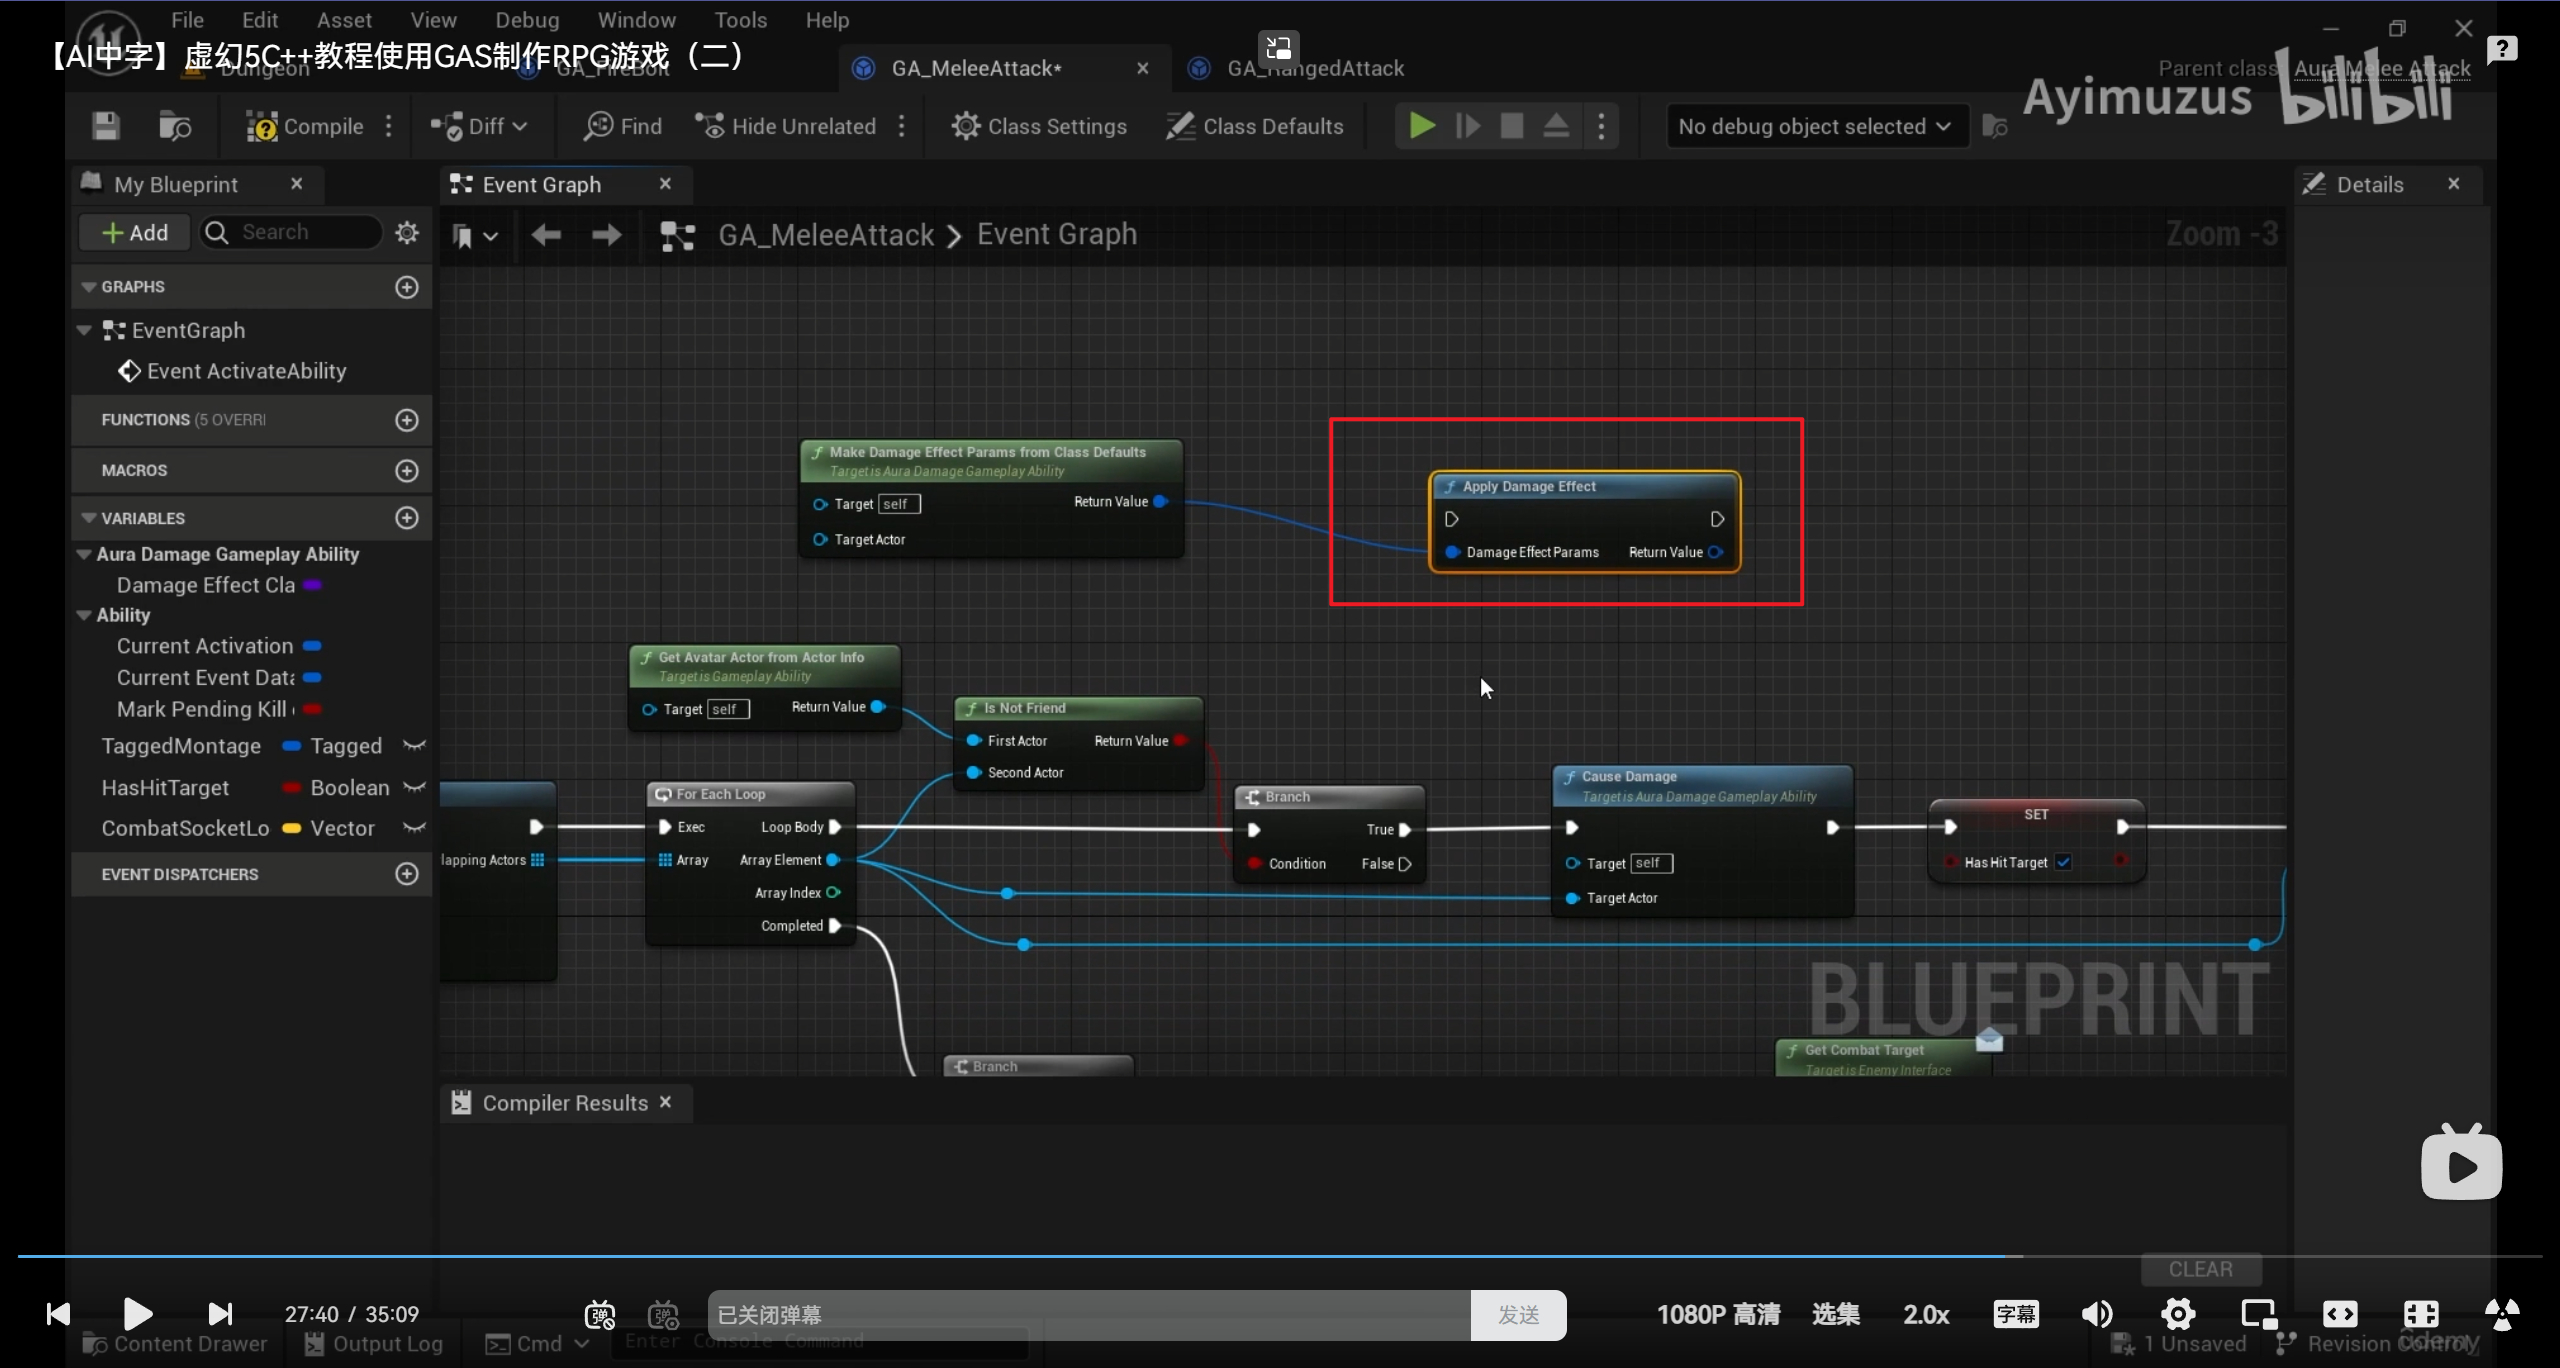 File Edit Asset View Debug Window Tools Help
【AI中字】虚幻5C++教程使用GAS制作RPG游戏（二）
Dungeon
GA_FireBolt
GA_MeleeAttack*
GA_RangedAttack
Parent class Aura Melee Attack
Ayimuzus bilibili
Compile
Diff
Find
Hide Unrelated
Class Settings
Class Defaults
No debug object selected
My Blueprint
Event Graph
Details
+ Add
Search
GA_MeleeAttack > Event Graph
Zoom -3
GRAPHS
EventGraph
Event ActivateAbility
FUNCTIONS (5 OVERRI
MACROS
VARIABLES
Aura Damage Gameplay Ability
Damage Effect Cla
Ability
Current Activation
Current Event Data
Mark Pending Kill
TaggedMontage Tagged
HasHitTarget Boolean
CombatSocketLo Vector
EVENT DISPATCHERS
Make Damage Effect Params from Class Defaults
Target is Aura Damage Gameplay Ability
Target self Return Value
Target Actor
Apply Damage Effect
Damage Effect Params Return Value
Get Avatar Actor from Actor Info
Target is Gameplay Ability
Target self Return Value
Is Not Friend
First Actor Return Value
Second Actor
lapping Actors
For Each Loop
Exec Loop Body
Array Array Element
Array Index
Completed
Branch
True
Condition False
Cause Damage
Target is Aura Damage Gameplay Ability
Target self
Target Actor
SET
Has Hit Target
BLUEPRINT
Branch
Get Combat Target
Target is Enemy Interface
Compiler Results
CLEAR
27:40 / 35:09
已关闭弹幕
发送
1080P 高清
选集
2.0x
字幕
Content Drawer
Output Log
Cmd
Enter Console Command
1 Unsaved
Revision Control